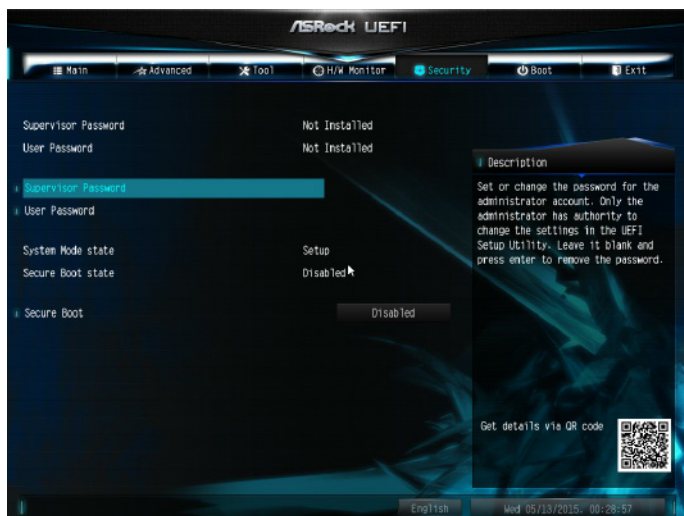 ASRock UEFI
Main Advanced Tool H/W Monitor Security Boot Exit
Supervisor Password Not Installed
User Password Not Installed
Supervisor Password
User Password
System Mode state Setup
Secure Boot state Disabled
Secure Boot Disabled
Description
Set or change the password for the
administrator account. Only the
administrator has authority to
change the settings in the UEFI
Setup Utility. Leave it blank and
press enter to remove the password.
Get details via QR code
English Wed 05/13/2015. 00:28:57